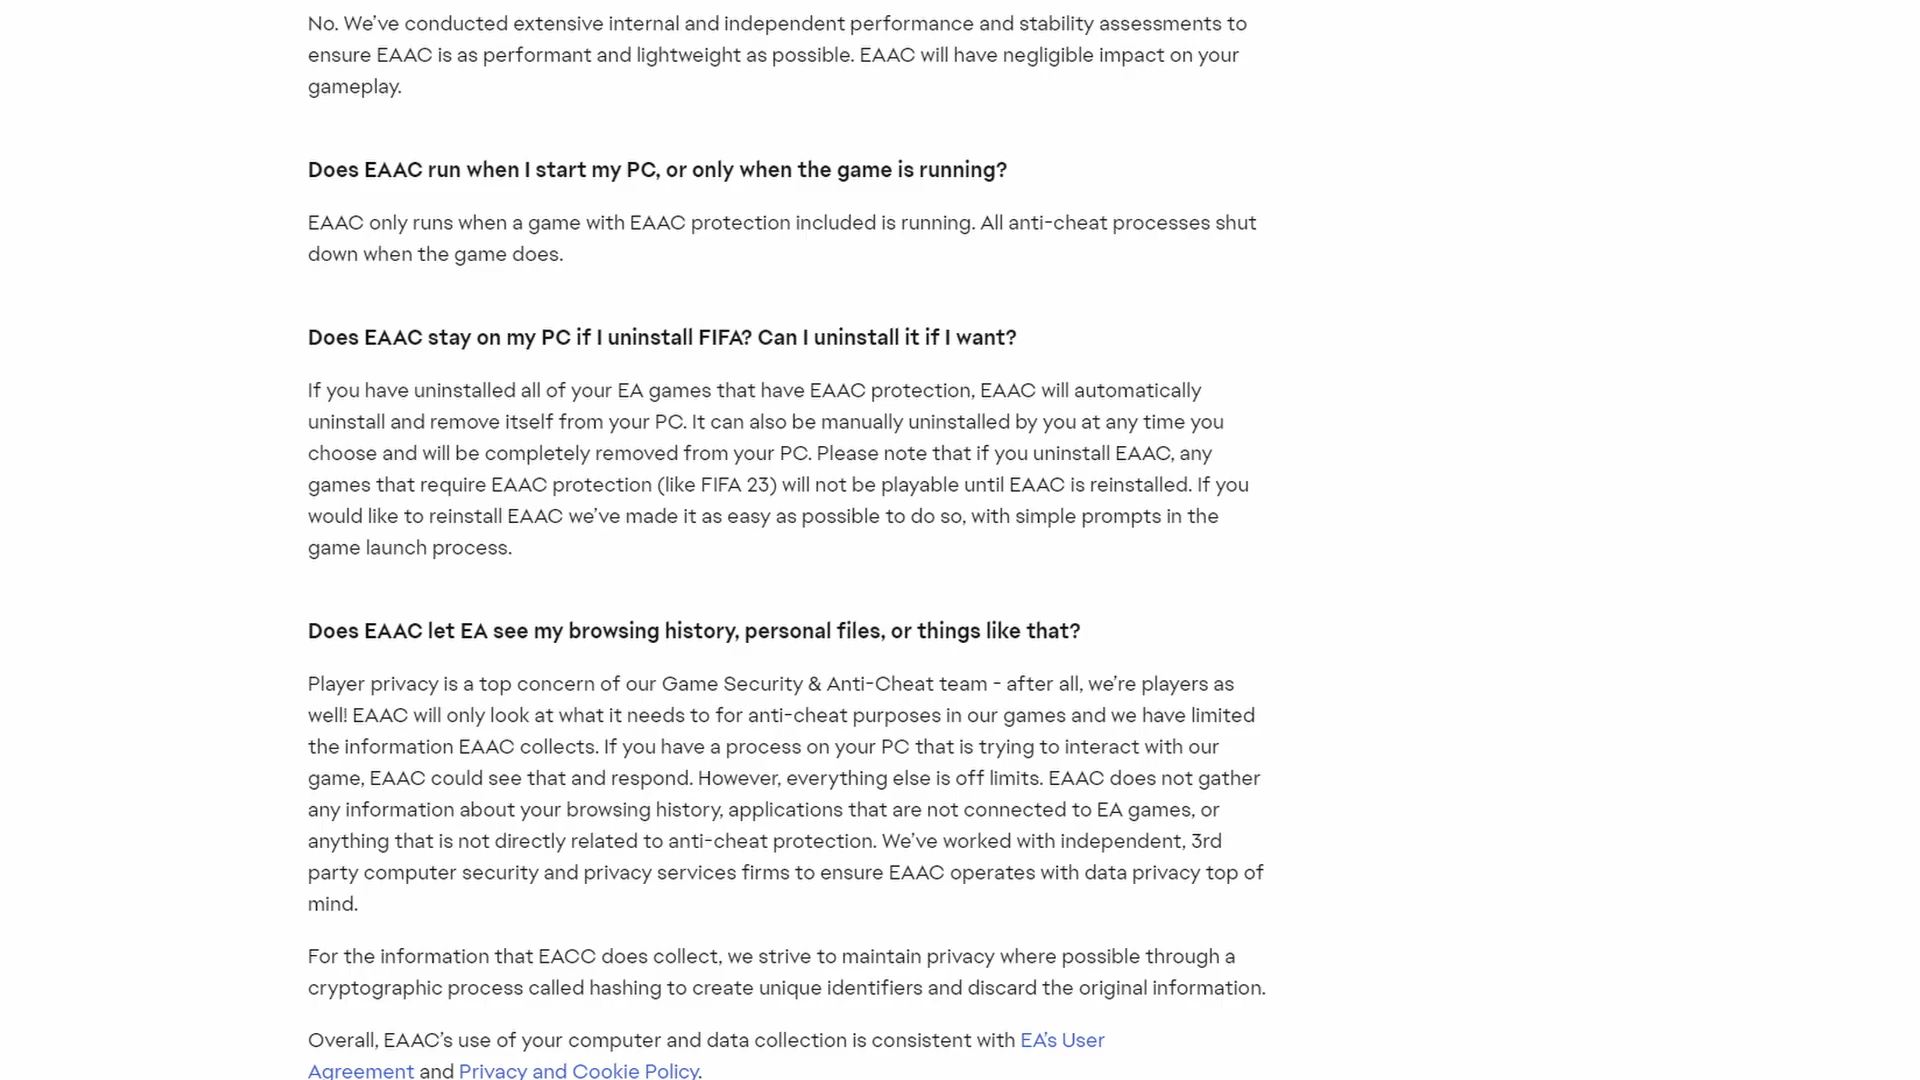 No. We’ve conducted extensive internal and independent performance and stability assessments to
ensure EAAC is as performant and lightweight as possible. EAAC will have negligible impact on your
gameplay.
Does EAAC run when I start my PC, or only when the game is running?
EAAC only runs when a game with EAAC protection included is running. All anti-cheat processes shut
down when the game does.
Does EAAC stay on my PC if I uninstall FIFA? Can I uninstall it if I want?
If you have uninstalled all of your EA games that have EAAC protection, EAAC will automatically
uninstall and remove itself from your PC. It can also be manually uninstalled by you at any time you
choose and will be completely removed from your PC. Please note that if you uninstall EAAC, any
games that require EAAC protection (like FIFA 23) will not be playable until EAAC is reinstalled. If you
would like to reinstall EAAC we’ve made it as easy as possible to do so, with simple prompts in the
game launch process.
Does EAAC let EA see my browsing history, personal files, or things like that?
Player privacy is a top concern of our Game Security & Anti-Cheat team - after all, we’re players as
well! EAAC will only look at what it needs to for anti-cheat purposes in our games and we have limited
the information EAAC collects. If you have a process on your PC that is trying to interact with our
game, EAAC could see that and respond. However, everything else is off limits. EAAC does not gather
any information about your browsing history, applications that are not connected to EA games, or
anything that is not directly related to anti-cheat protection. We’ve worked with independent, 3rd
party computer security and privacy services firms to ensure EAAC operates with data privacy top of
mind.
For the information that EACC does collect, we strive to maintain privacy where possible through a
cryptographic process called hashing to create unique identifiers and discard the original information.
Overall, EAAC’s use of your computer and data collection is consistent with EA’s User
Agreement and Privacy and Cookie Policy.